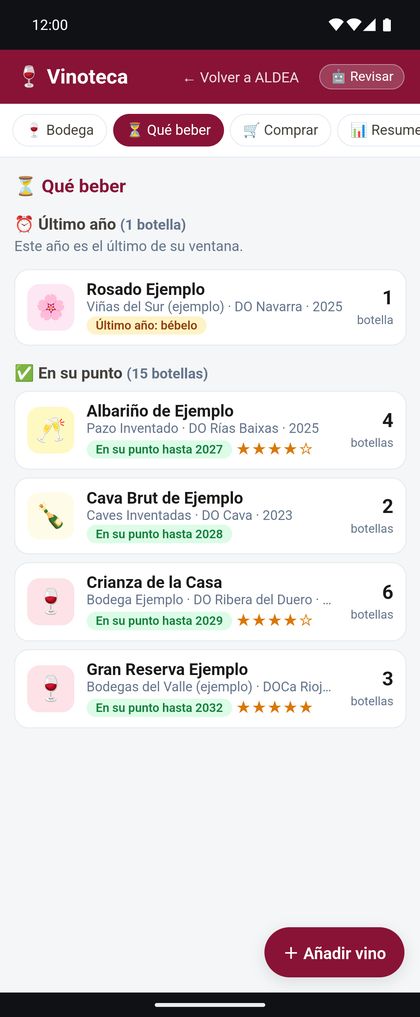 12:00
Vinoteca
← Volver a ALDEA
Revisar
Bodega
Qué beber
Comprar
Resume
Qué beber
Último año (1 botella)
Este año es el último de su ventana.
Rosado Ejemplo
Viñas del Sur (ejemplo) · DO Navarra · 2025
Último año: bébelo
1
botella
En su punto (15 botellas)
Albariño de Ejemplo
Pazo Inventado · DO Rías Baixas · 2025
En su punto hasta 2027 ★★★★☆
4
botellas
Cava Brut de Ejemplo
Caves Inventadas · DO Cava · 2023
En su punto hasta 2028
2
botellas
Crianza de la Casa
Bodega Ejemplo · DO Ribera del Duero · …
En su punto hasta 2029 ★★★★☆
6
botellas
Gran Reserva Ejemplo
Bodegas del Valle (ejemplo) · DOCa Rioj…
En su punto hasta 2032 ★★★★★
3
botellas
+ Añadir vino